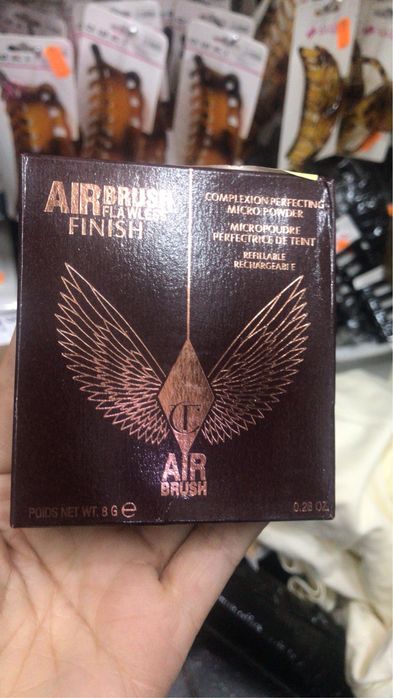 AIRBRUSH
FLAWLESS
FINISH
COMPLEXION PERFECTING
MICRO POWDER
MICROPOUDRE
PERFECTRICE DE TEINT
REFILLABLE
RECHARGEABLE
CT
AIR
BRUSH
POIDS NET WT. 8 G e
0.28 OZ.